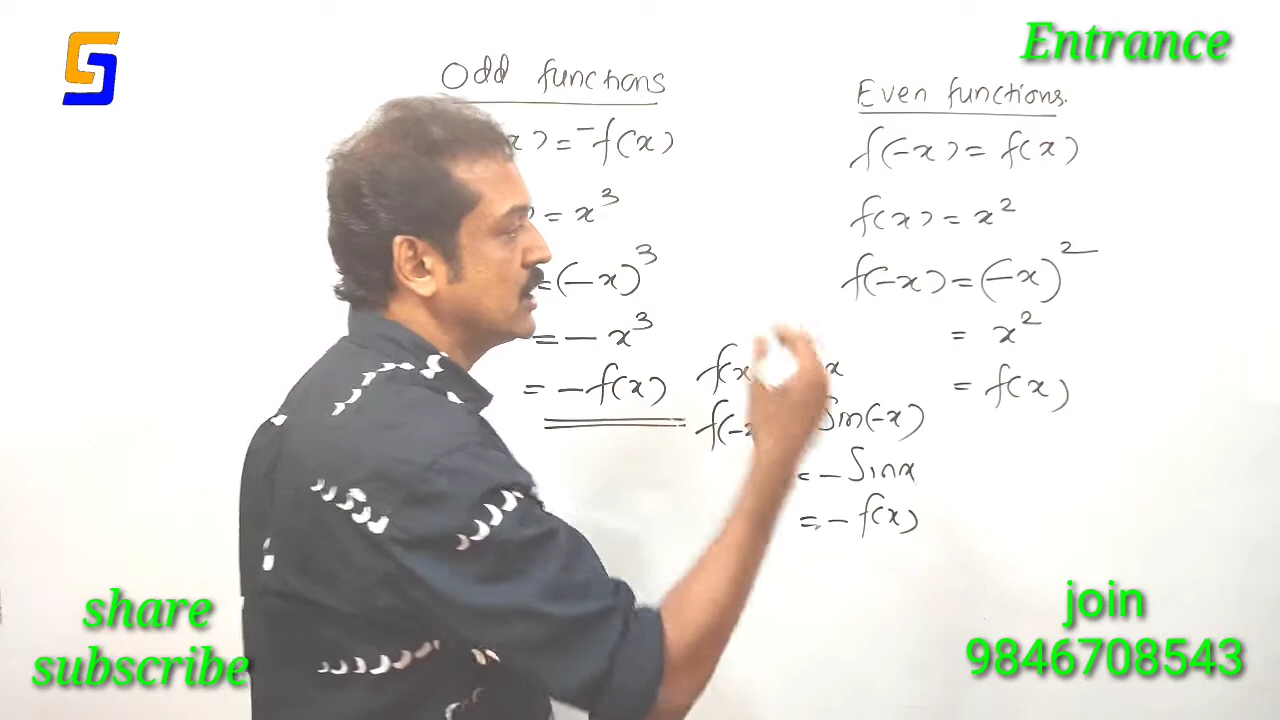 Entrance
Odd functions
x) = -f(x)
) = x³
= (-x)³
= - x³
= - f(x)
Even functions.
f(-x) = f(x)
f(x) = x²
f(-x) = (-x)²
= x²
= f(x)
f(x x
f(-x Sin(-x)
= - Sinx
= - f(x)
share
subscribe
join
9846708543